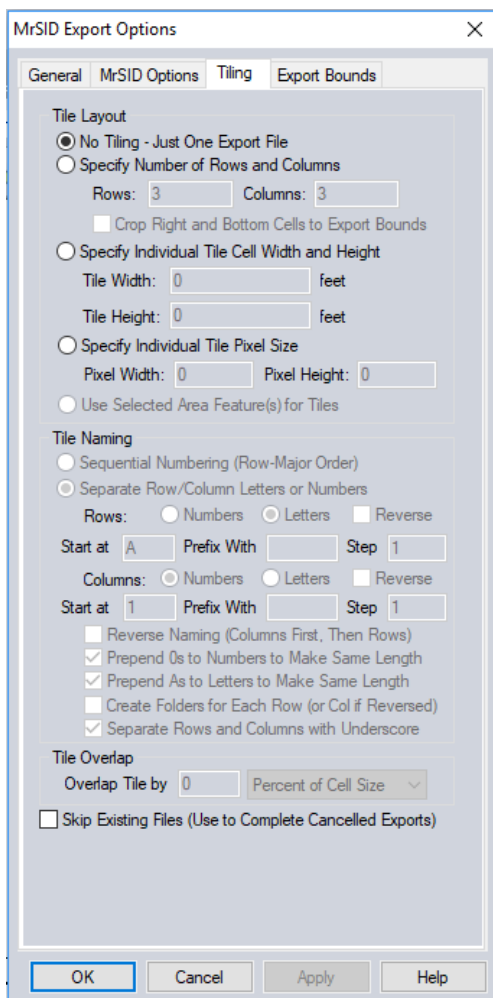 MrSID Export Options
General MrSID Options Tiling Export Bounds
Tile Layout
No Tiling - Just One Export File
Specify Number of Rows and Columns
Rows: 3 Columns: 3
Crop Right and Bottom Cells to Export Bounds
Specify Individual Tile Cell Width and Height
Tile Width: 0 feet
Tile Height: 0 feet
Specify Individual Tile Pixel Size
Pixel Width: 0 Pixel Height: 0
Use Selected Area Feature(s) for Tiles
Tile Naming
Sequential Numbering (Row-Major Order)
Separate Row/Column Letters or Numbers
Rows: Numbers Letters Reverse
Start at A Prefix With Step 1
Columns: Numbers Letters Reverse
Start at 1 Prefix With Step 1
Reverse Naming (Columns First, Then Rows)
Prepend 0s to Numbers to Make Same Length
Prepend As to Letters to Make Same Length
Create Folders for Each Row (or Col if Reversed)
Separate Rows and Columns with Underscore
Tile Overlap
Overlap Tile by 0 Percent of Cell Size
Skip Existing Files (Use to Complete Cancelled Exports)
OK Cancel Apply Help